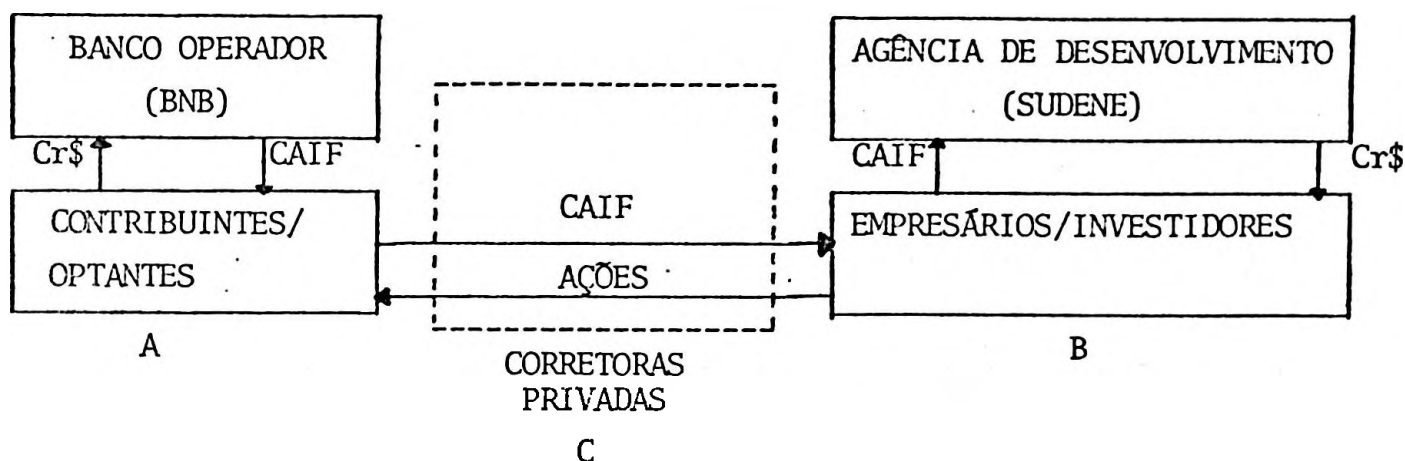 BANCO OPERADOR
(BNB)
AGÊNCIA DE DESENVOLVIMENTO
(SUDENE)
Cr$
CAIF
CAIF
Cr$
CONTRIBUINTES/
OPTANTES
CAIF
AÇÕES
EMPRESÁRIOS/INVESTIDORES
A
CORRETORAS
PRIVADAS
C
B